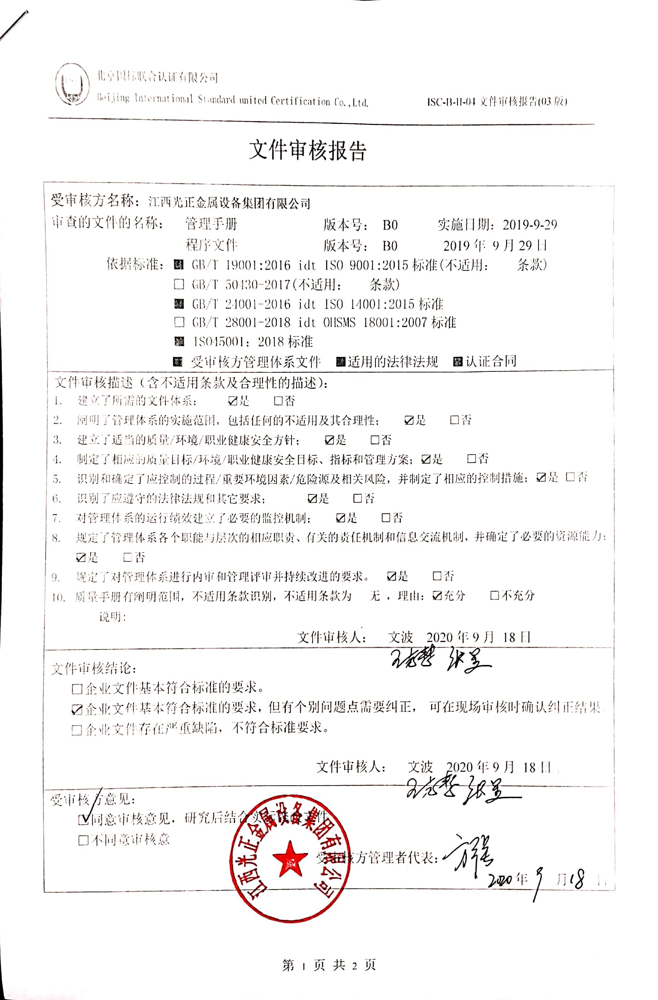 北京国标联合认证有限公司
Beijing International Standard united Certification Co.,Ltd. ISC-B-II-04 文件审核报告(03 版)
文件审核报告
受审核方名称：江西光正金属设备集团有限公司
审查的文件的名称： 管理手册 版本号： B0 实施日期：2019-9-29
程序文件 版本号： B0 2019 年 9 月 29 日
依据标准：■ GB/T 19001:2016 idt ISO 9001:2015 标准(不适用： 条款)
□ GB/T 50430-2017(不适用： 条款)
■ GB/T 24001-2016 idt ISO 14001:2015 标准
□ GB/T 28001-2018 idt OHSMS 18001:2007 标准
■ ISO45001：2018 标准
■ 受审核方管理体系文件 ■适用的法律法规 ■认证合同
文件审核描述（含不适用条款及合理性的描述）：
1. 建立了所需的文件体系； ☑是 □否
2. 阐明了管理体系的实施范围，包括任何的不适用及其合理性； ☑是 □否
3. 建立了适当的质量/环境/职业健康安全方针； ☑是 □否
4. 制定了相应的质量目标/环境/职业健康安全目标、指标和管理方案；☑是 □否
5. 识别和确定了应控制的过程/重要环境因素/危险源及相关风险，并制定了相应的控制措施；☑是 □否
6. 识别了应遵守的法律法规和其它要求； ☑是 □否
7. 对管理体系的运行绩效建立了必要的监控机制； ☑是 □否
8. 规定了管理体系各个职能与层次的相应职责、有关的责任机制和信息交流机制，并确定了必要的资源能力；
☑是 □否
9. 规定了对管理体系进行内审和管理评审并持续改进的要求。 ☑是 □否
10. 质量手册有阐明范围，不适用条款识别，不适用条款为 无 ，理由：☑充分 □不充分
说明：
文件审核人： 文波 2020 年 9 月 18 日
文件审核结论：
□企业文件基本符合标准的要求。
☑企业文件基本符合标准的要求，但有个别问题点需要纠正， 可在现场审核时确认纠正结果。
□企业文件存在严重缺陷，不符合标准要求。
文件审核人： 文波 2020 年 9 月 18 日
受审核方意见：
☑同意审核意见，研究后结合实际 文件
□不同意审核意
江西光正金属设备集团有限公司
受审核方管理者代表：
2020 年 9 月 18 日
第 1 页 共 2 页